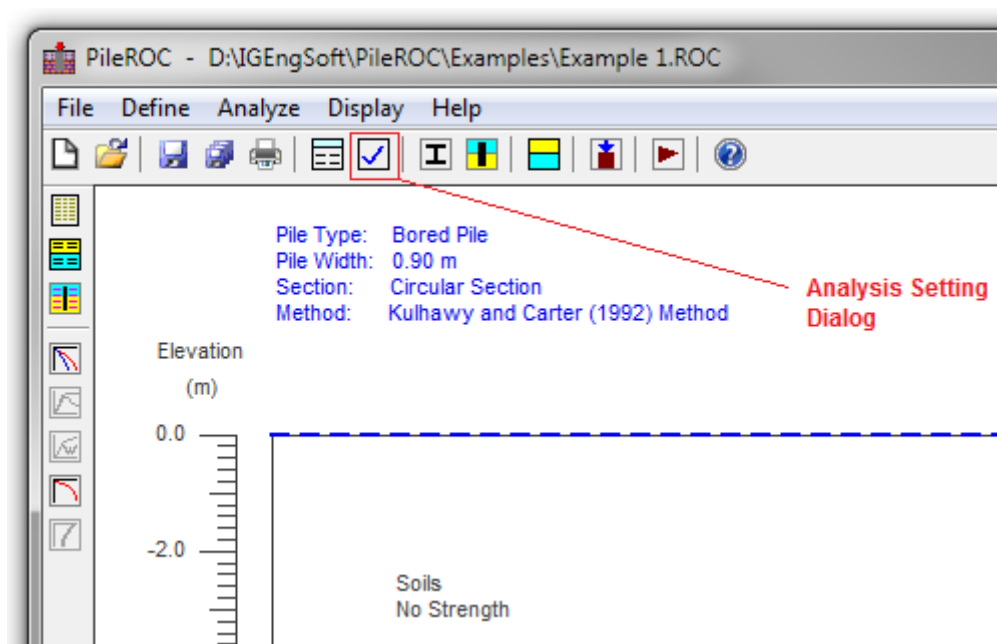 PileROC - D:\IGEngSoft\PileROC\Examples\Example 1.ROC
File Define Analyze Display Help
Pile Type: Bored Pile
Pile Width: 0.90 m
Section: Circular Section
Method: Kulhawy and Carter (1992) Method
Analysis Setting
Dialog
Elevation
(m)
0.0
-2.0
Soils
No Strength